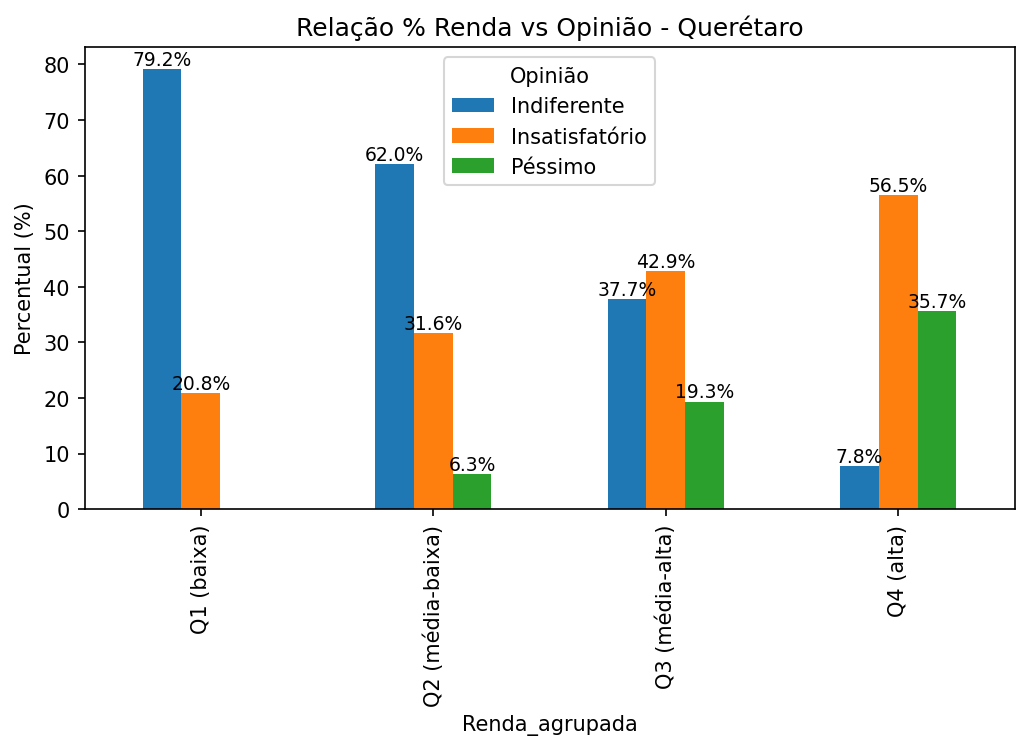 Relação % Renda vs Opinião - Querétaro
Percentual (%)
80
70
60
50
40
30
20
10
0
Opinião
Indiferente
Insatisfatório
Péssimo
79.2%
20.8%
62.0%
31.6%
6.3%
37.7%
42.9%
19.3%
7.8%
56.5%
35.7%
Q1 (baixa)
Q2 (média-baixa)
Q3 (média-alta)
Q4 (alta)
Renda_agrupada